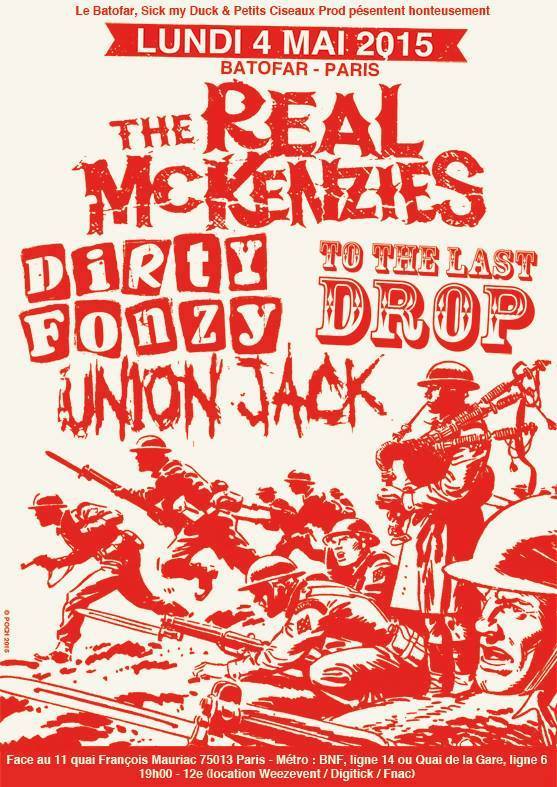 Le Batofar, Sick my Duck & Petits Ciseaux Prod pésentent honteusement
LUNDI 4 MAI 2015
BATOFAR - PARIS
THE REAL
McKENZIES
DiRtY
FOnzy
TO THE LAST
DROP
UNION JACK
© POCH 2015
Face au 11 quai François Mauriac 75013 Paris - Métro : BNF, ligne 14 ou Quai de la Gare, ligne 6
19h00 - 12e (location Weezevent / Digitick / Fnac)